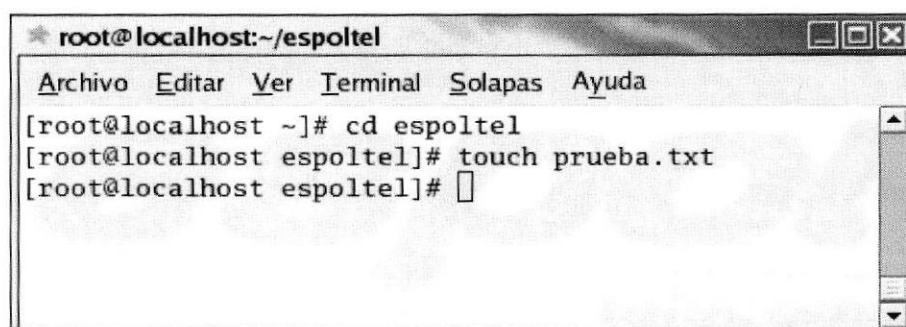 root@localhost:~/espoltel
Archivo Editar Ver Terminal Solapas Ayuda
[root@localhost ~]# cd espoltel
[root@localhost espoltel]# touch prueba.txt
[root@localhost espoltel]#